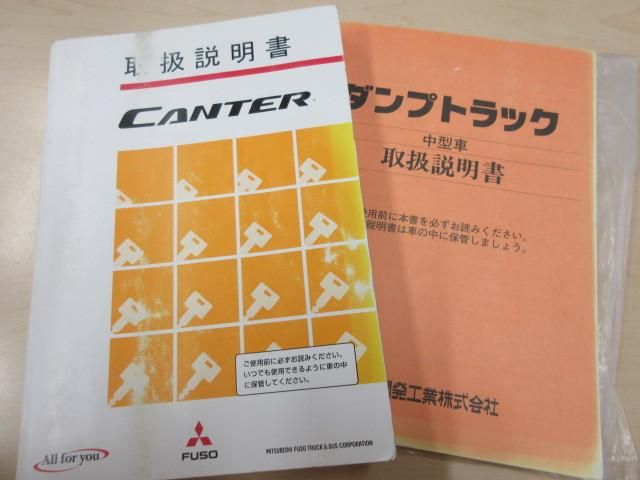 取扱説明書
CANTER
ご使用前に必ずお読みください。
いつでも使用できるように車の中
に保管してください。
All for you
FUSO
MITSUBISHI FUSO TRUCK & BUS CORPORATION
ダンプトラック
中型車
取扱説明書
使用前に本書を必ずお読みください。
説明書は車の中に保管しましょう。
開発工業株式会社